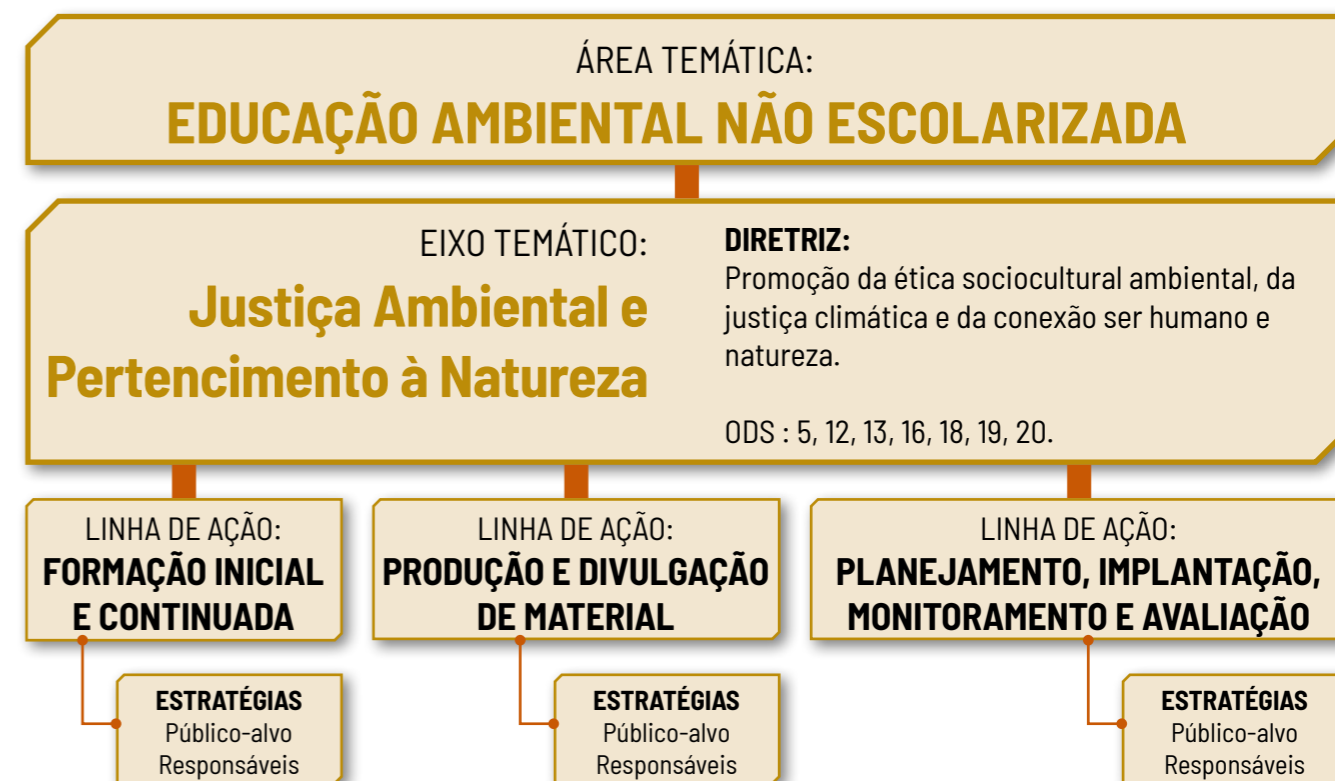 ÁREA TEMÁTICA:
EDUCAÇÃO AMBIENTAL NÃO ESCOLARIZADA
EIXO TEMÁTICO:
Justiça Ambiental e
Pertencimento à Natureza
DIRETRIZ:
Promoção da ética sociocultural ambiental, da
justiça climática e da conexão ser humano e
natureza.
ODS : 5, 12, 13, 16, 18, 19, 20.
LINHA DE AÇÃO:
FORMAÇÃO INICIAL
E CONTINUADA
ESTRATÉGIAS
Público-alvo
Responsáveis
LINHA DE AÇÃO:
PRODUÇÃO E DIVULGAÇÃO
DE MATERIAL
ESTRATÉGIAS
Público-alvo
Responsáveis
LINHA DE AÇÃO:
PLANEJAMENTO, IMPLANTAÇÃO,
MONITORAMENTO E AVALIAÇÃO
ESTRATÉGIAS
Público-alvo
Responsáveis